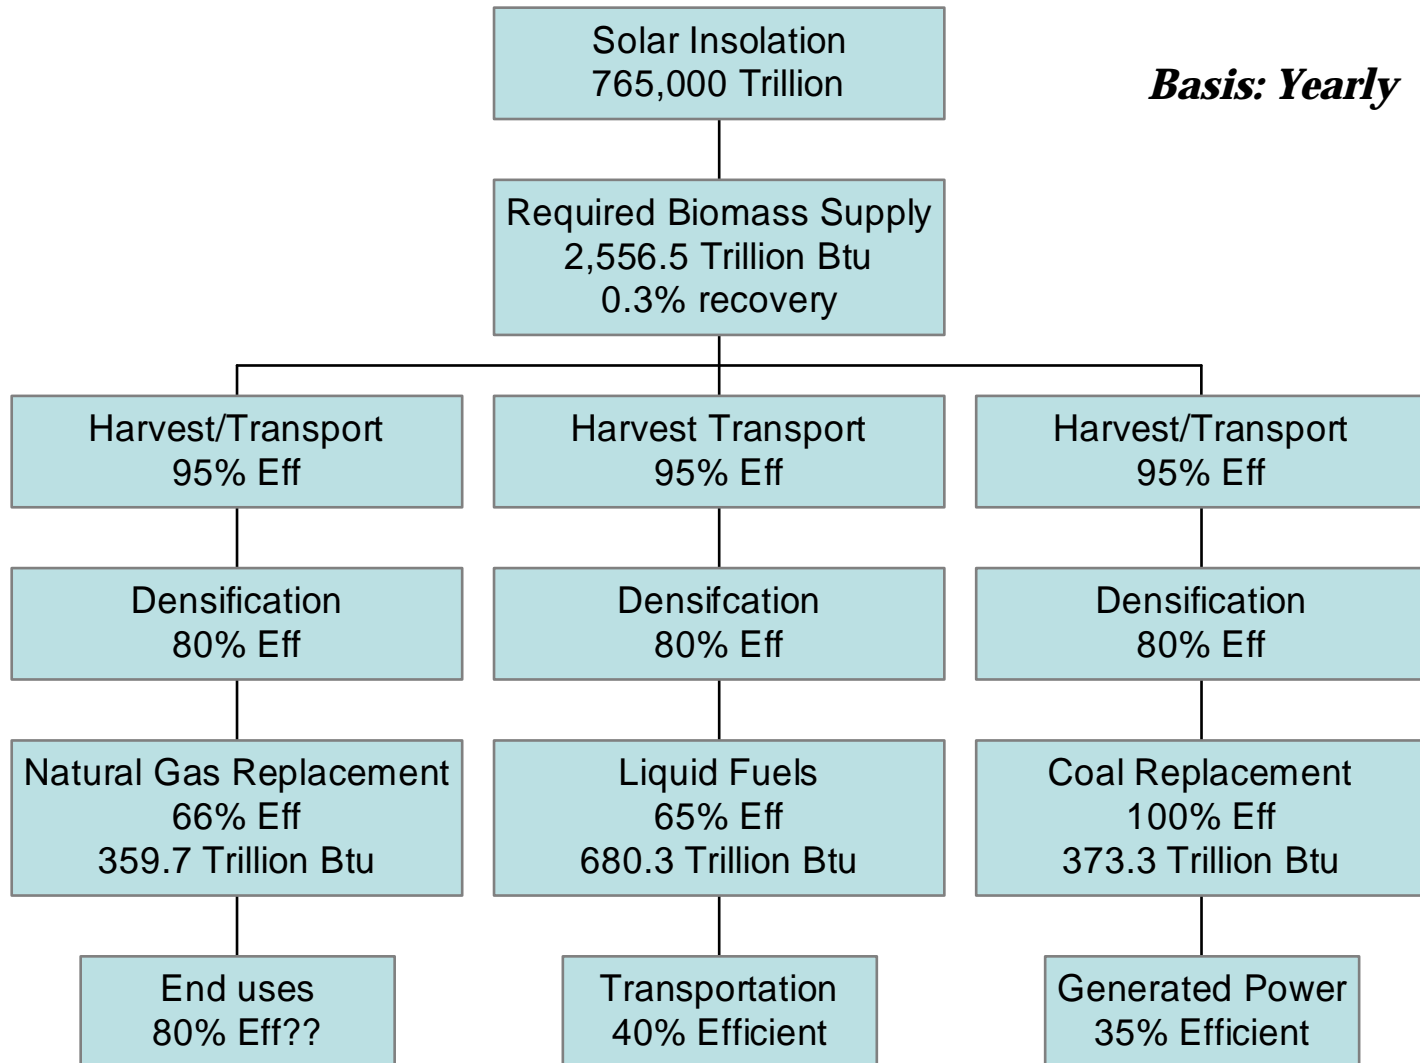 Solar Insolation
765,000 Trillion
Basis: Yearly
Required Biomass Supply
2,556.5 Trillion Btu
0.3% recovery
Harvest/Transport
95% Eff
Harvest Transport
95% Eff
Harvest/Transport
95% Eff
Densification
80% Eff
Densifcation
80% Eff
Densification
80% Eff
Natural Gas Replacement
66% Eff
359.7 Trillion Btu
Liquid Fuels
65% Eff
680.3 Trillion Btu
Coal Replacement
100% Eff
373.3 Trillion Btu
End uses
80% Eff??
Transportation
40% Efficient
Generated Power
35% Efficient